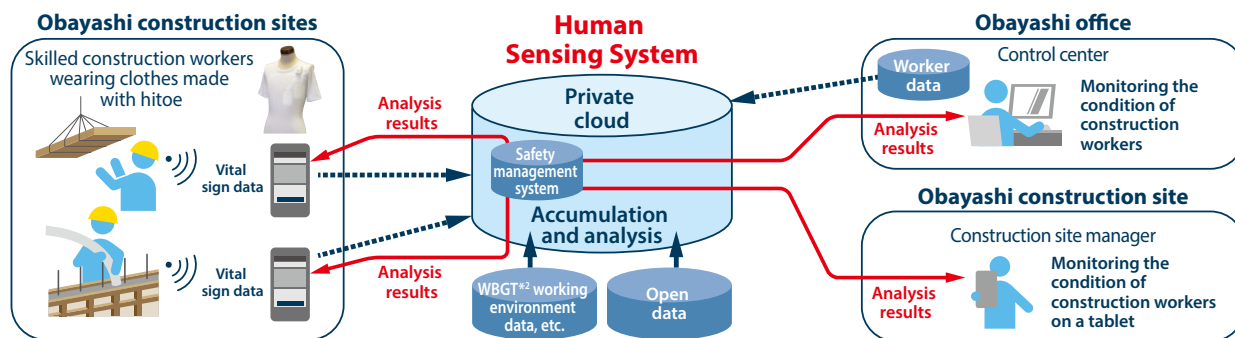 Obayashi construction sites
Skilled construction workers
wearing clothes made
with hitoe
Vital
sign data
Vital
sign data
Analysis
results
Analysis
results
Human
Sensing System
Private
cloud
Safety
management
system
Accumulation
and analysis
WBGT*2 working
environment
data, etc.
Open
data
Obayashi office
Worker
data
Control center
Monitoring the
condition of
construction
workers
Analysis
results
Obayashi construction site
Construction site manager
Monitoring the
condition of
construction workers
on a tablet
Analysis
results